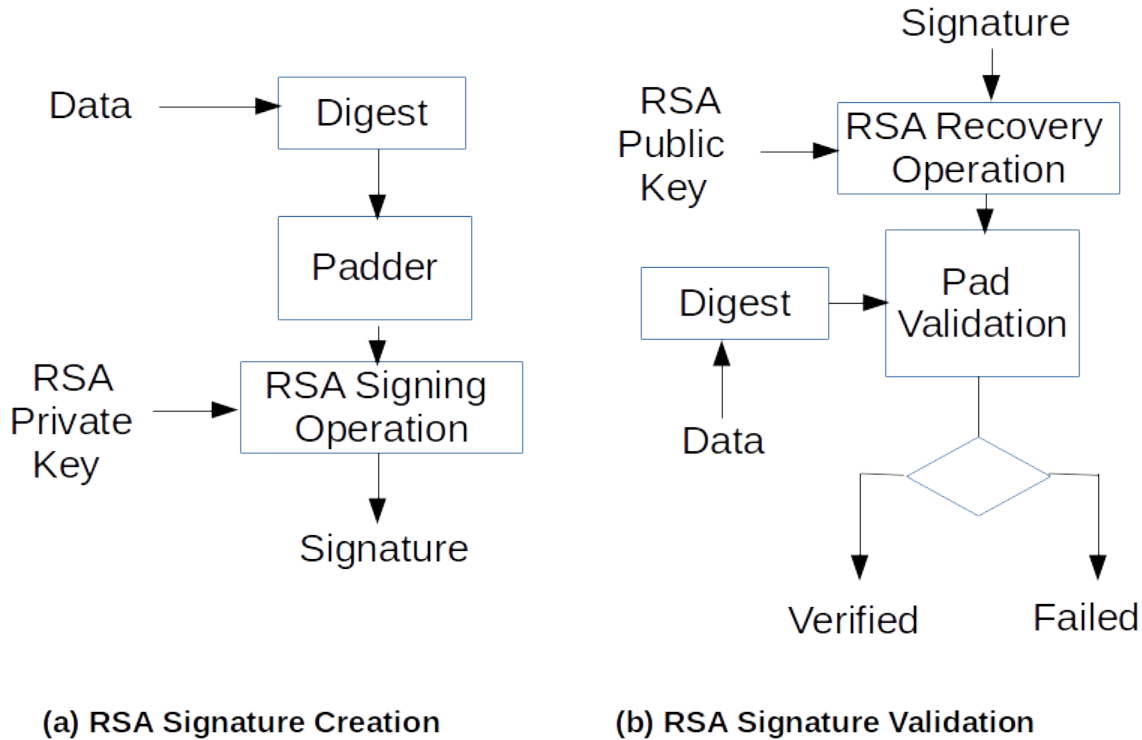 Data
Digest
Padder
RSA
Private
Key
RSA Signing
Operation
Signature
(a) RSA Signature Creation
Signature
RSA
Public
Key
RSA Recovery
Operation
Digest
Pad
Validation
Data
Verified
Failed
(b) RSA Signature Validation